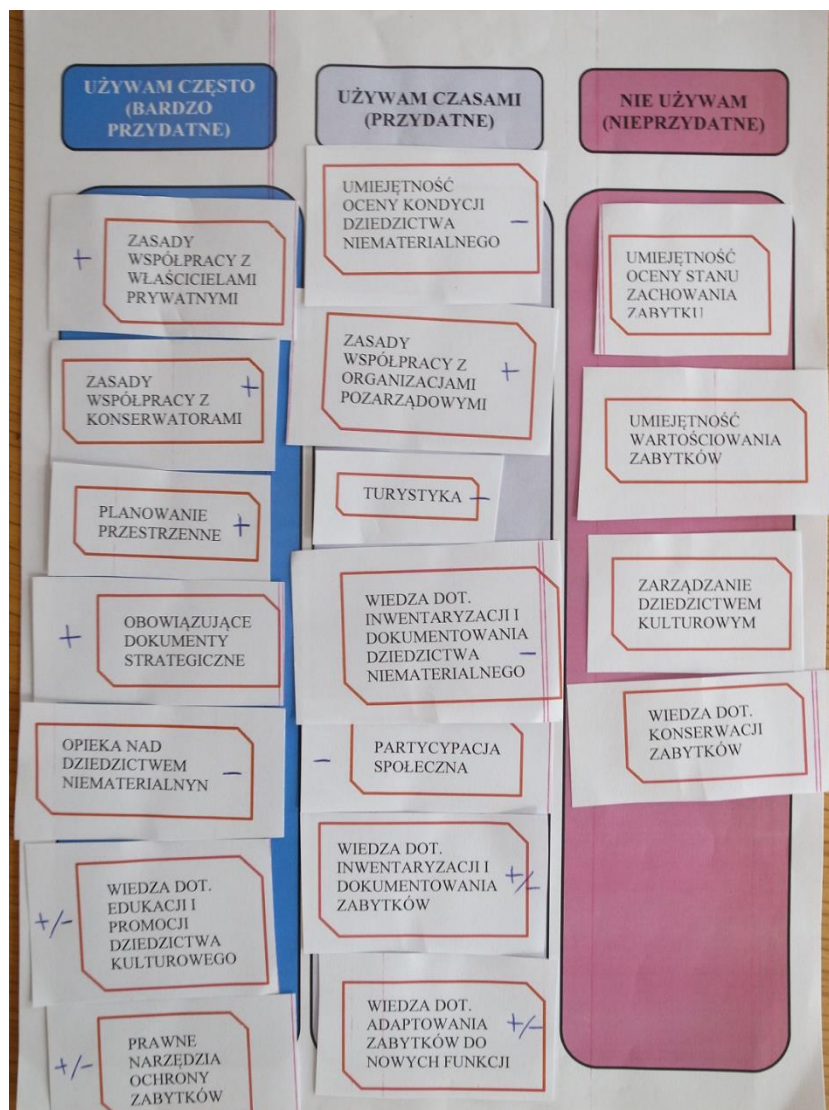 UŻYWAM CZĘSTO
(BARDZO
PRZYDATNE)
+
ZASADY
WSPÓŁPRACY Z
WŁAŚCICIELAMI
PRYWATNYMI
ZASADY
WSPÓŁPRACY Z
KONSERWATORAMI
+
PLANOWANIE
PRZESTRZENNE
+
+
OBOWIĄZUJĄCE
DOKUMENTY
STRATEGICZNE
OPIEKA NAD
DZIEDZICTWEM
NIEMATERIALNYN
-
+/-
WIEDZA DOT.
EDUKACJI I
PROMOCJI
DZIEDZICTWA
KULTUROWEGO
+/-
PRAWNE
NARZĘDZIA
OCHRONY
ZABYTKÓW
UŻYWAM CZASAMI
(PRZYDATNE)
UMIEJĘTNOŚĆ
OCENY KONDYCJI
DZIEDZICTWA
NIEMATERIALNEGO
-
ZASADY
WSPÓŁPRACY Z
ORGANIZACJAMI
POZARZĄDOWYMI
+
TURYSTYKA -
WIEDZA DOT.
INWENTARYZACJI I
DOKUMENTOWANIA
DZIEDZICTWA
NIEMATERIALNEGO
-
-
PARTYCYPACJA
SPOŁECZNA
WIEDZA DOT.
INWENTARYZACJI I
DOKUMENTOWANIA
ZABYTKÓW
+/-
WIEDZA DOT.
ADAPTOWANIA
ZABYTKÓW DO
NOWYCH FUNKCJI
+/-
NIE UŻYWAM
(NIEPRZYDATNE)
UMIEJĘTNOŚĆ
OCENY STANU
ZACHOWANIA
ZABYTKU
UMIEJĘTNOŚĆ
WARTOŚCIOWANIA
ZABYTKÓW
ZARZĄDZANIE
DZIEDZICTWEM
KULTUROWYM
WIEDZA DOT.
KONSERWACJI
ZABYTKÓW